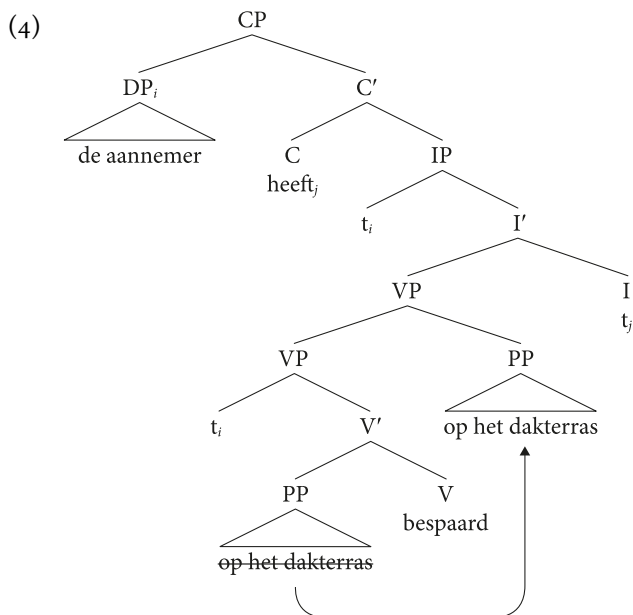 (4)
CP
DPi C′
de aannemer
C IP
heeftj
ti I′
VP I
tj
VP PP
op het dakterras
ti V′
PP V
bespaard
op het dakterras